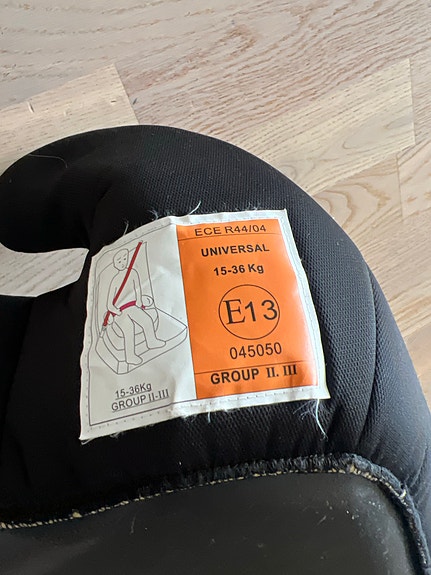 ECE R44/04
UNIVERSAL
15-36 Kg
E13
045050
GROUP II. III
15-36Kg
GROUP II-III